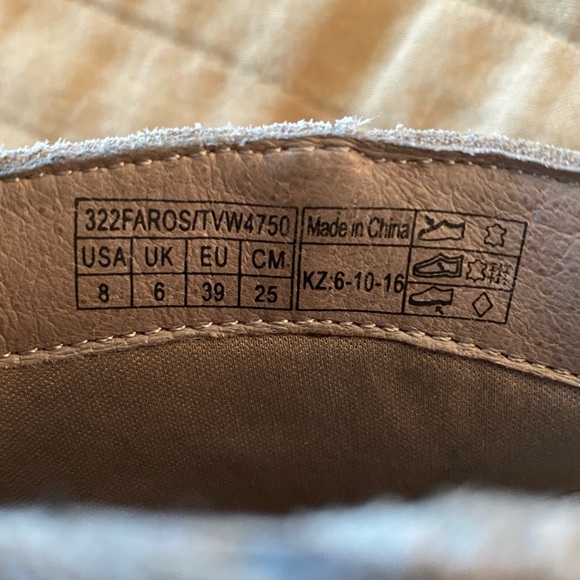 322FAROS/TVW4750
USA UK EU CM
8 6 39 25
Made in China
KZ:6-10-16